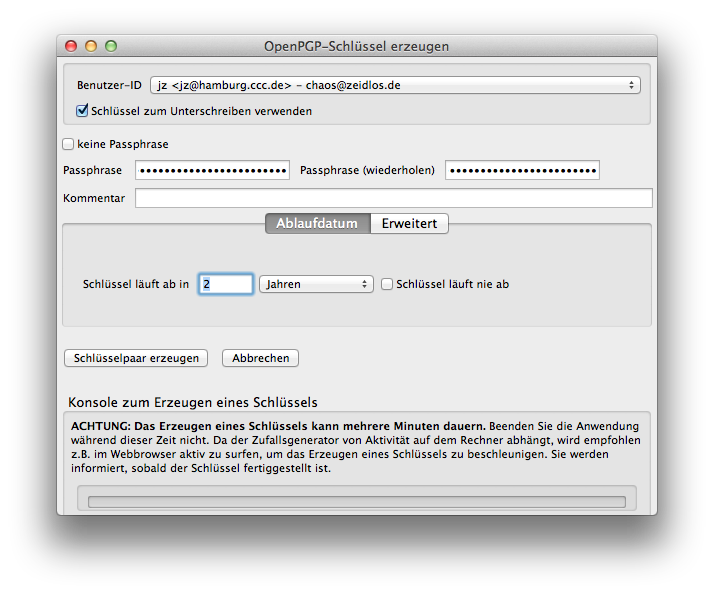 OpenPGP-Schlüssel erzeugen
Benutzer-ID jz <jz@hamburg.ccc.de> – chaos@zeidlos.de
Schlüssel zum Unterschreiben verwenden
keine Passphrase
Passphrase Passphrase (wiederholen)
Kommentar
Ablaufdatum Erweitert
Schlüssel läuft ab in 2 Jahren Schlüssel läuft nie ab
Schlüsselpaar erzeugen Abbrechen
Konsole zum Erzeugen eines Schlüssels
ACHTUNG: Das Erzeugen eines Schlüssels kann mehrere Minuten dauern. Beenden Sie die Anwendung
während dieser Zeit nicht. Da der Zufallsgenerator von Aktivität auf dem Rechner abhängt, wird empfohlen
z.B. im Webbrowser aktiv zu surfen, um das Erzeugen eines Schlüssels zu beschleunigen. Sie werden
informiert, sobald der Schlüssel fertiggestellt ist.